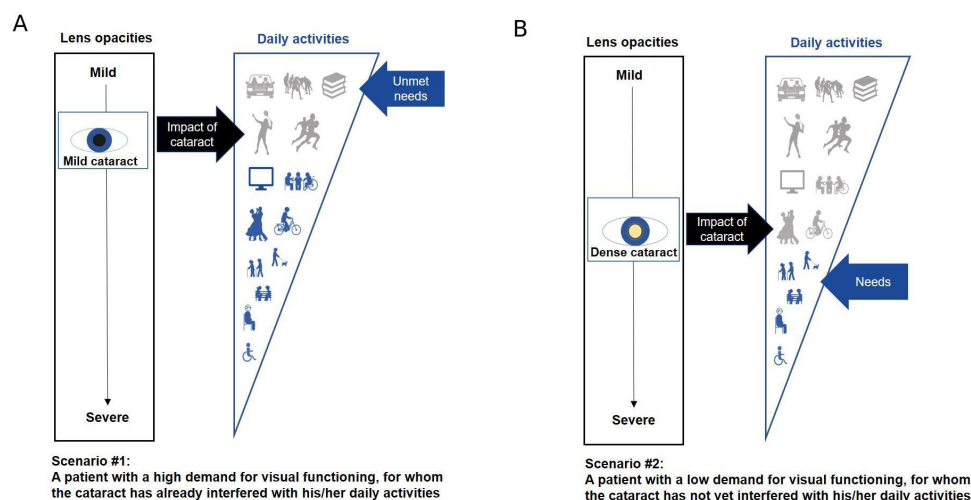 A
Lens opacities
Daily activities
Mild
Unmet
needs
Impact of
cataract
Mild cataract
Severe
Scenario #1:
A patient with a high demand for visual functioning, for whom
the cataract has already interfered with his/her daily activities
B
Lens opacities
Daily activities
Mild
Impact of
cataract
Dense cataract
Needs
Severe
Scenario #2:
A patient with a low demand for visual functioning, for whom
the cataract has not yet interfered with his/her daily activities